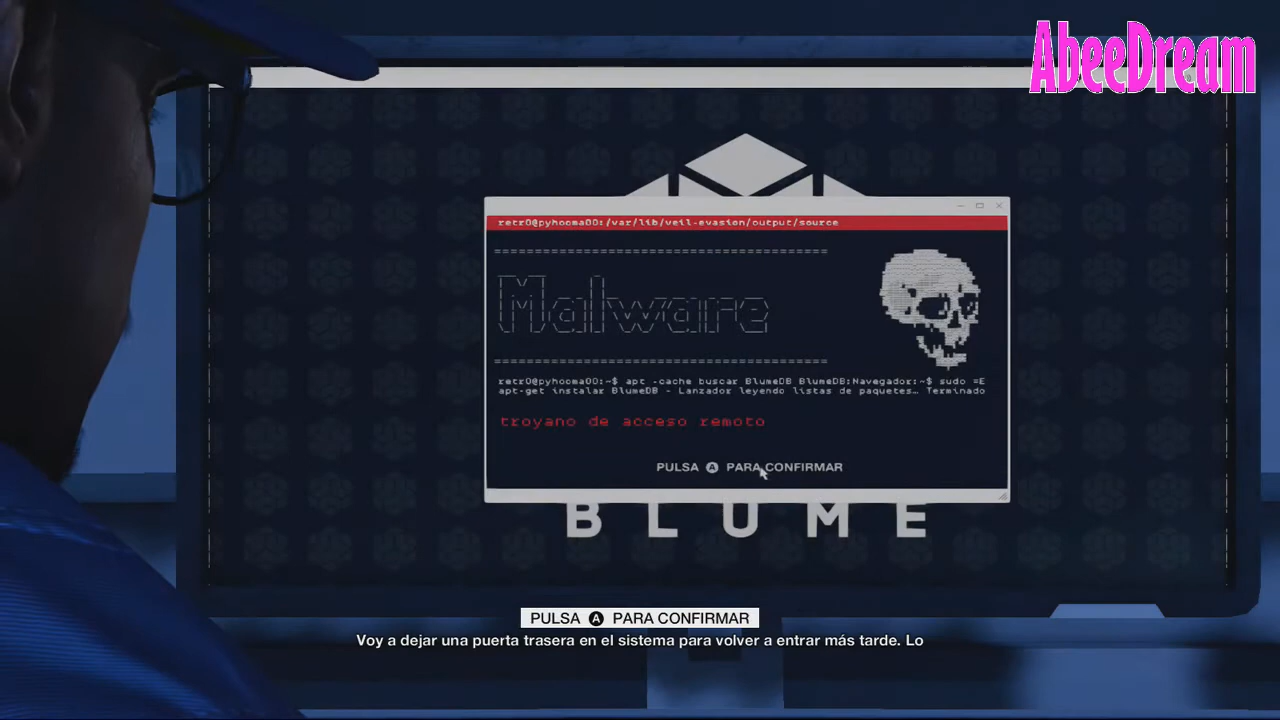 AbeeDream
retr0@pyhooma00:/var/lib/veil-evasion/output/source
========================================
Malware
========================================
retr0@pyhooma00:~$ apt -cache buscar BlumeDB BlumeDB:Navegador:~$ sudo =E
apt-get instalar BlumeDB - Lanzador leyendo listas de paquetes… Terminado
troyano de acceso remoto
PULSA A PARA CONFIRMAR
BLUME
PULSA A PARA CONFIRMAR
Voy a dejar una puerta trasera en el sistema para volver a entrar más tarde. Lo